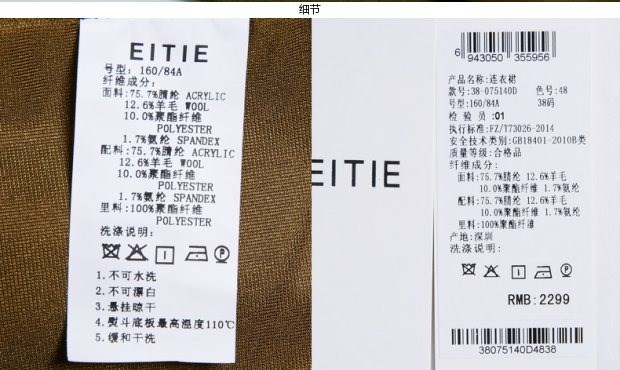 细节
EITIE
号型：160/84A
纤维成分：
面料：75.7%腈纶 ACRYLIC
12.6%羊毛 WOOL
10.0%聚酯纤维
POLYESTER
1.7%氨纶 SPANDEX
配料：75.7%腈纶 ACRYLIC
12.6%羊毛 WOOL
10.0%聚酯纤维
POLYESTER
1.7%氨纶 SPANDEX
里料：100%聚酯纤维
POLYESTER
洗涤说明：
1.不可水洗
2.不可漂白
3.悬挂晾干
4.熨斗底板最高温度110℃
5.缓和干洗
EITIE
6 943050 355956
产品名称:连衣裙
款号:38-075140D 色号:48
号型:160/84A 38码
检 验 员 :01
执行标准:FZ/T73026-2014
安全技术类别:GB18401-2010B类
质量等级:合格品
纤维成分:
面料:75.7%腈纶 12.6%羊毛
10.0%聚酯纤维 1.7%氨纶
配料:75.7%腈纶 12.6%羊毛
10.0%聚酯纤维 1.7%氨纶
里料:100%聚酯纤维
产地:深圳
洗涤说明:
RMB:2299
38075140D4838